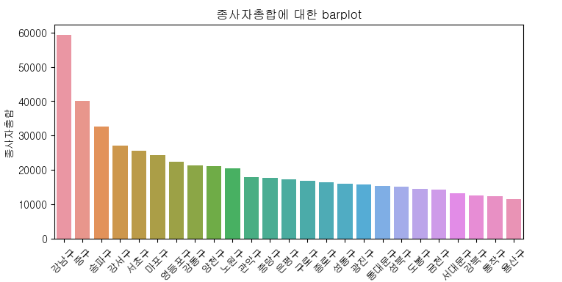 종사자총합에 대한 barplot
종사자총합
60000
50000
40000
30000
20000
10000
0
강남구 중구 송파구 강서구 서초구 마포구 영등포구 강동구 양천구 노원구 관악구 중랑구 은평구 구로구 종로구 성동구 광진구 동대문구 성북구 도봉구 금천구 서대문구 강북구 동작구 용산구